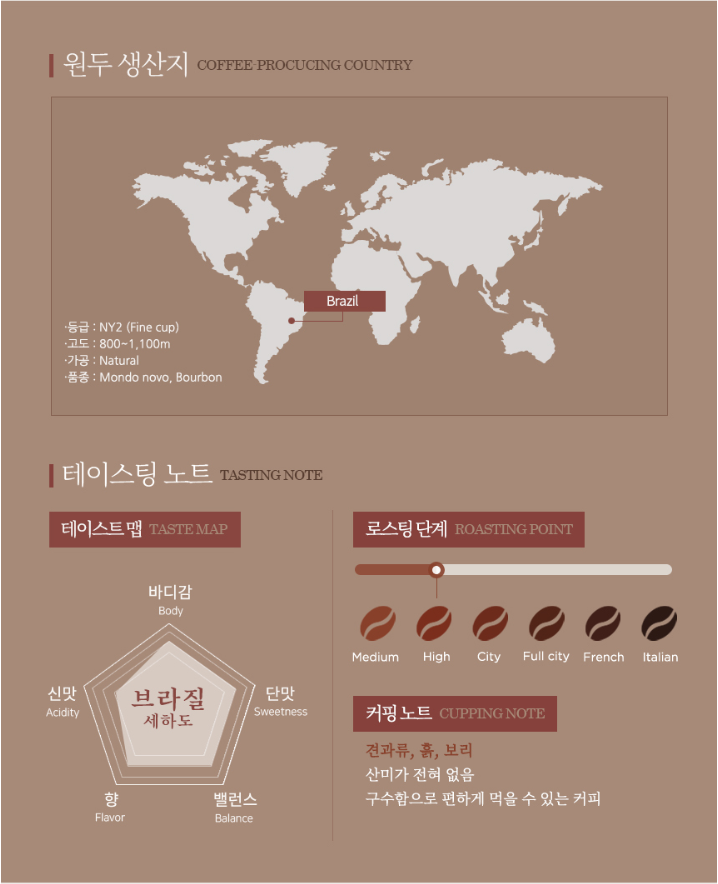 원두 생산지 COFFEE-PROCUCING COUNTRY
Brazil
·등급 : NY2 (Fine cup)
·고도 : 800~1,100m
·가공 : Natural
·품종 : Mondo novo, Bourbon
테이스팅 노트 TASTING NOTE
테이스트 맵 TASTE MAP
바디감
Body
신맛
Acidity
단맛
Sweetness
브라질
세하도
향
Flavor
밸런스
Balance
로스팅 단계 ROASTING POINT
Medium High City Full city French Italian
커핑 노트 CUPPING NOTE
견과류, 흙, 보리
산미가 전혀 없음
구수함으로 편하게 먹을 수 있는 커피